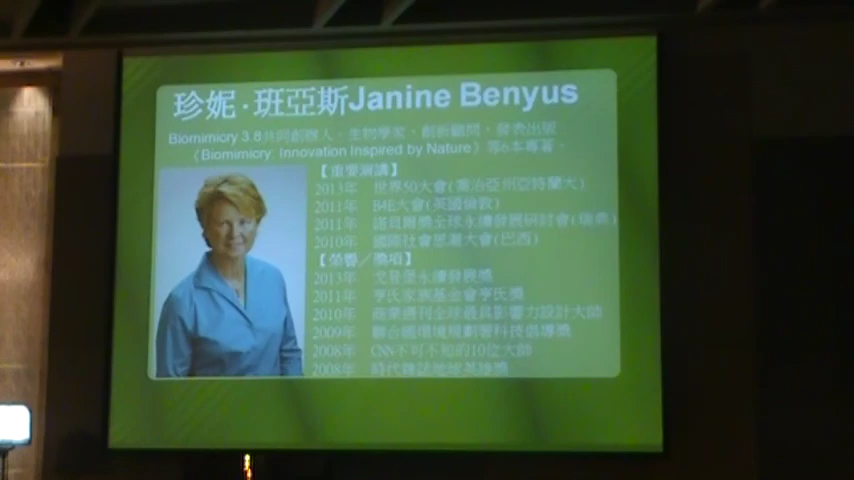 珍妮·班亞斯Janine Benyus
Biomimicry 3.8共同創辦人、生物學家、創新顧問、發表出版
《Biomimicry: Innovation Inspired by Nature》等6本專著。
【重要演講】
2013年 世界50大會(喬治亞州亞特蘭大)
2011年 B4E大會(英國倫敦)
2011年 諾貝爾獎全球永續發展研討會(瑞典)
2010年 國際社會思潮大會(巴西)
【榮譽／獎項】
2013年 戈登堡永續發展獎
2011年 亨氏家族基金會亨氏獎
2010年 商業週刊全球最具影響力設計大師
2009年 聯合國環境規劃署科技倡導獎
2008年 CNN不可不知的10位大師
2008年 時代雜誌地球英雄獎